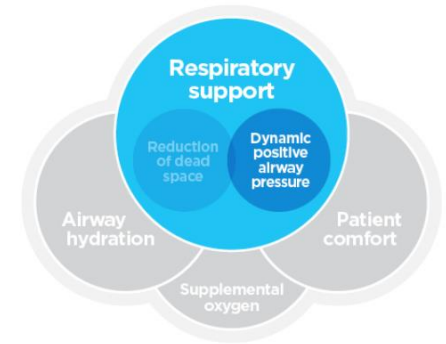 Respiratory
support
Reduction
of dead
space
Dynamic
positive
airway
pressure
Airway
hydration
Patient
comfort
Supplemental
oxygen